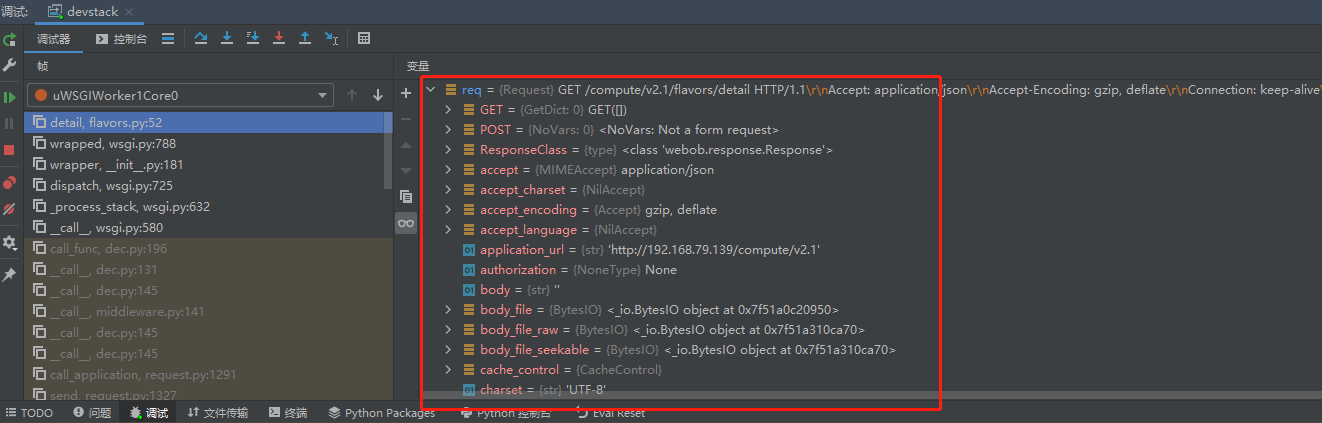 调试: devstack
调试器 控制台
帧 变量
uWSGIWorker1Core0
detail, flavors.py:52
wrapped, wsgi.py:788
wrapper, __init__.py:181
dispatch, wsgi.py:725
_process_stack, wsgi.py:632
__call__, wsgi.py:580
call_func, dec.py:196
__call__, dec.py:131
__call__, dec.py:145
__call__, middleware.py:141
__call__, dec.py:145
__call__, dec.py:145
call_application, request.py:1291
send, request.py:1327
req = {Request} GET /compute/v2.1/flavors/detail HTTP/1.1\r\nAccept: application/json\r\nAccept-Encoding: gzip, deflate\r\nConnection: keep-alive\
GET = {GetDict: 0} GET([])
POST = {NoVars: 0} <NoVars: Not a form request>
ResponseClass = {type} <class 'webob.response.Response'>
accept = {MIMEAccept} application/json
accept_charset = {NilAccept}
accept_encoding = {Accept} gzip, deflate
accept_language = {NilAccept}
01 application_url = {str} 'http://192.168.79.139/compute/v2.1'
01 authorization = {NoneType} None
01 body = {str} ''
body_file = {BytesIO} <_io.BytesIO object at 0x7f51a0c20950>
body_file_raw = {BytesIO} <_io.BytesIO object at 0x7f51a310ca70>
body_file_seekable = {BytesIO} <_io.BytesIO object at 0x7f51a310ca70>
cache_control = {CacheControl}
01 charset = {str} 'UTF-8'
TODO 问题 调试 文件传输 终端 Python Packages Python 控制台 Eval Reset